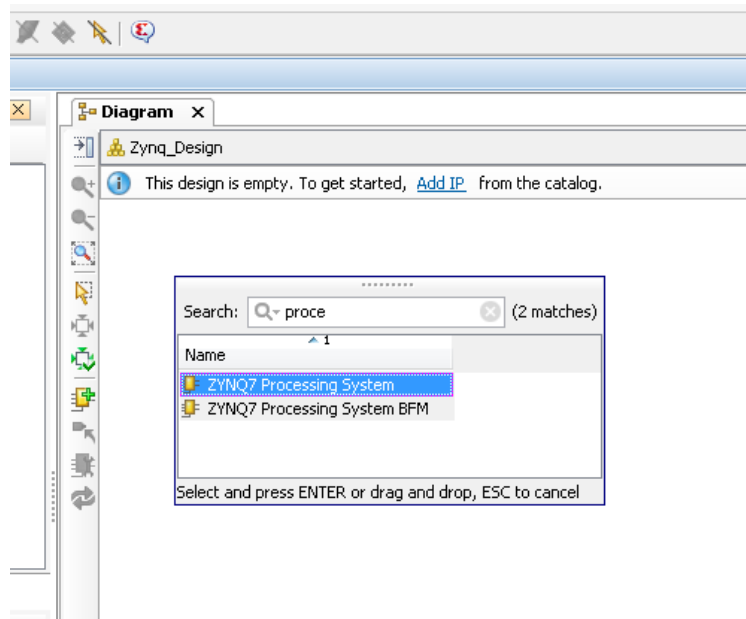 Diagram X
Zynq_Design
This design is empty. To get started, Add IP from the catalog.
Search: proce (2 matches)
1
Name
ZYNQ7 Processing System
ZYNQ7 Processing System BFM
Select and press ENTER or drag and drop, ESC to cancel